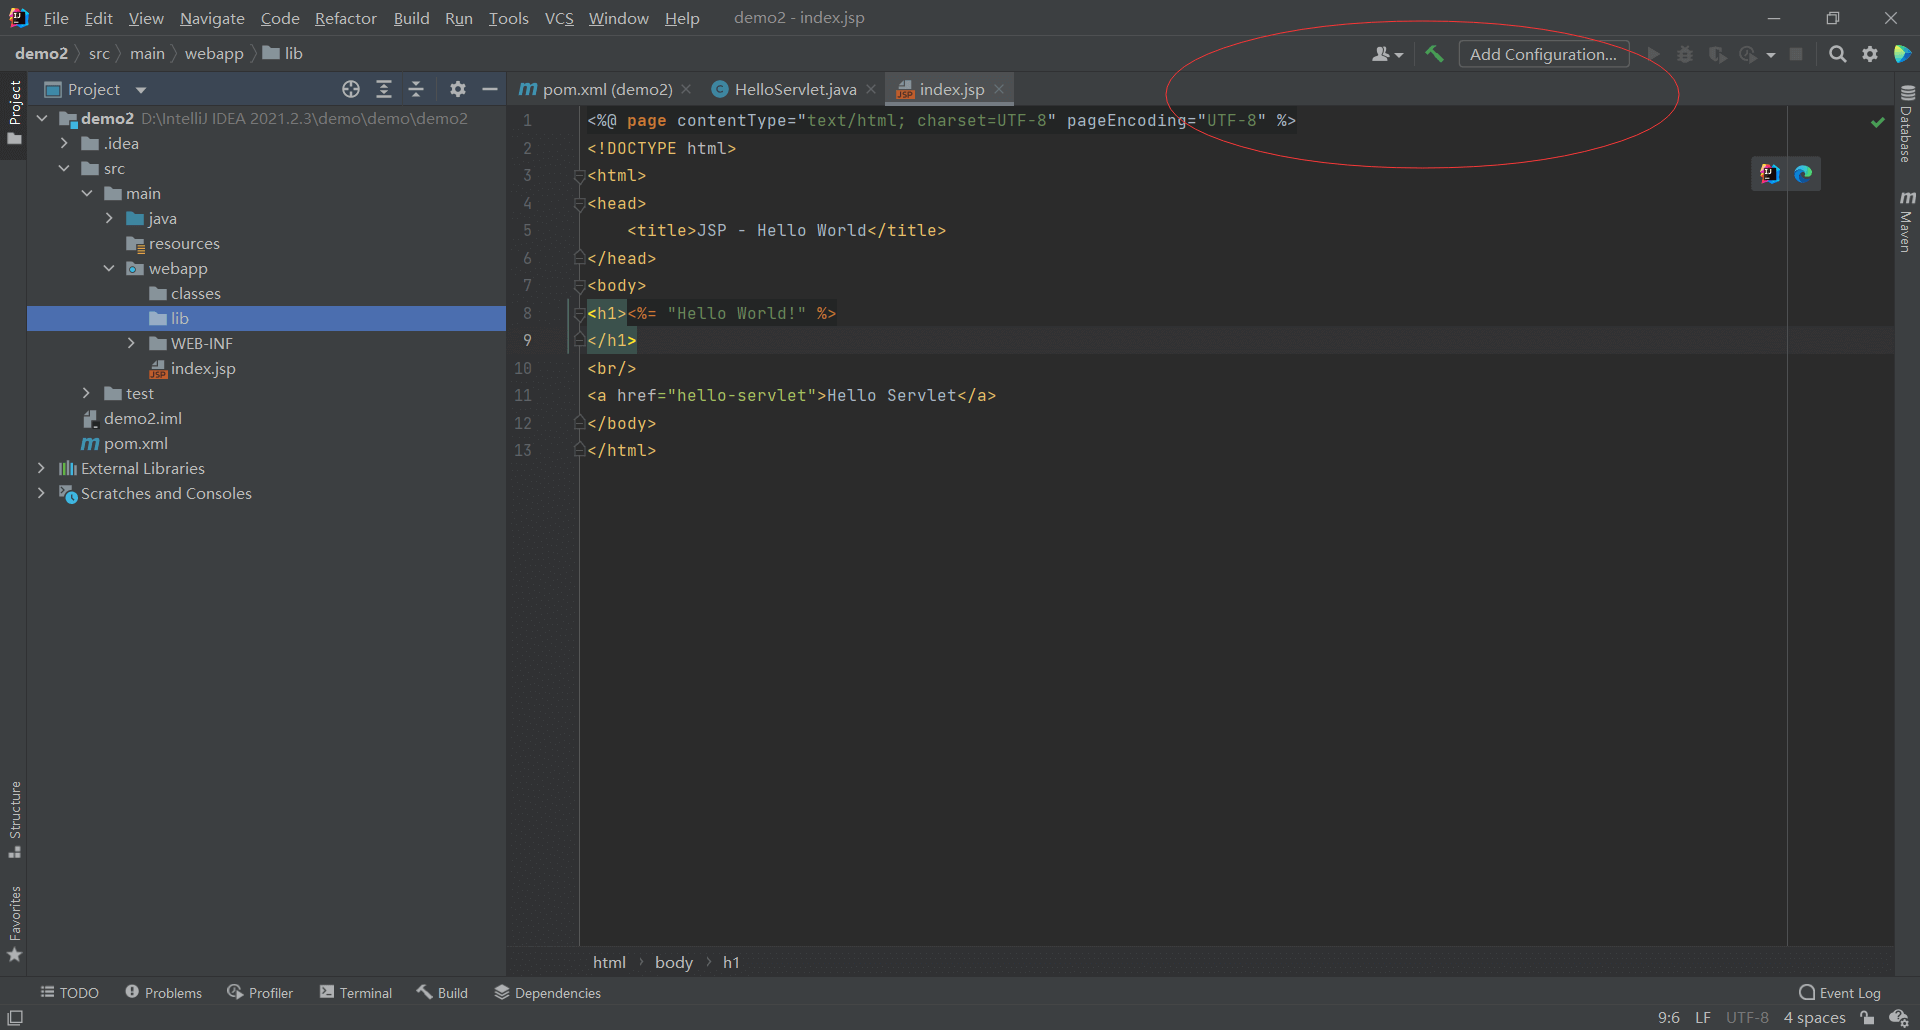 File Edit View Navigate Code Refactor Build Run Tools VCS Window Help demo2 - index.jsp
demo2 src main webapp lib Add Configuration...
Project
Project
pom.xml (demo2) HelloServlet.java index.jsp
demo2 D:\IntelliJ IDEA 2021.2.3\demo\demo\demo2
.idea
src
main
java
resources
webapp
classes
lib
WEB-INF
index.jsp
test
demo2.iml
pom.xml
External Libraries
Scratches and Consoles
1 <%@ page contentType="text/html; charset=UTF-8" pageEncoding="UTF-8" %>
2 <!DOCTYPE html>
3 <html>
4 <head>
5 <title>JSP - Hello World</title>
6 </head>
7 <body>
8 <h1><%= "Hello World!" %>
9 </h1>
10 <br/>
11 <a href="hello-servlet">Hello Servlet</a>
12 </body>
13 </html>
Database
Maven
Structure
Favorites
html body h1
TODO Problems Profiler Terminal Build Dependencies Event Log
9:6 LF UTF-8 4 spaces